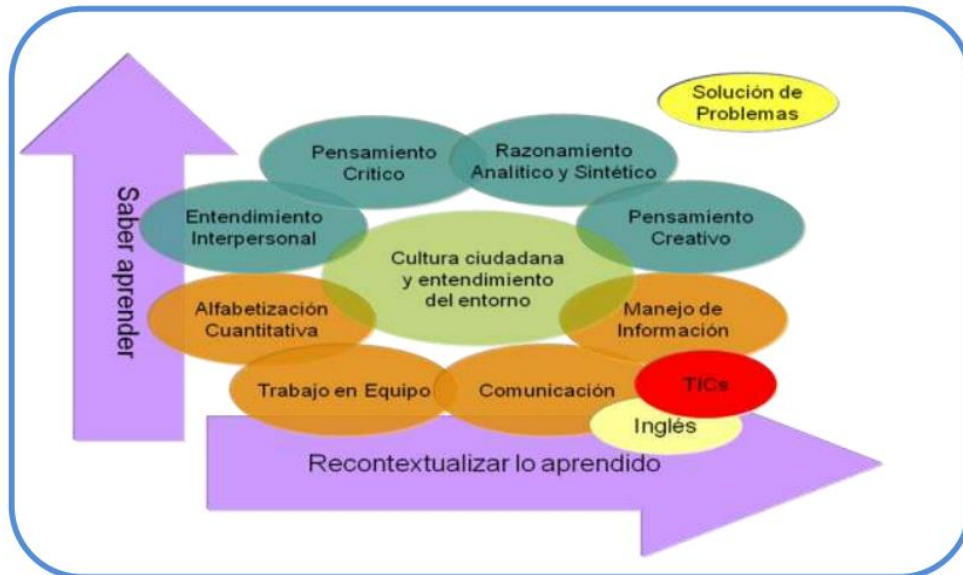 Solución de
Problemas
Pensamiento
Crítico
Razonamiento
Analítico y Sintético
Entendimiento
Interpersonal
Pensamiento
Creativo
Cultura ciudadana
y entendimiento
del entorno
Saber aprender
Alfabetización
Cuantitativa
Manejo de
Información
Trabajo en Equipo
Comunicación
TICs
Inglés
Recontextualizar lo aprendido